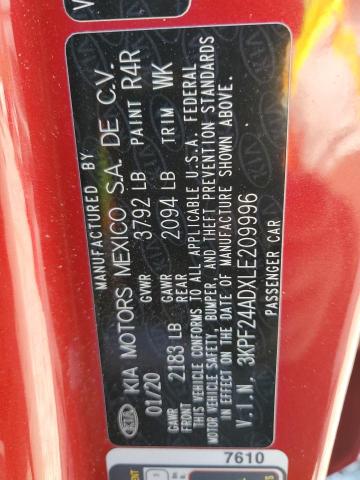 MANUFACTURED BY
KIA KIA MOTORS MEXICO S.A. DE C.V.
01/20 GVWR 3792 LB PAINT R4R
GAWR FRONT 2183 LB GAWR REAR 2094 LB TRIM WK
THIS VEHICLE CONFORMS TO ALL APPLICABLE U.S.A. FEDERAL
MOTOR VEHICLE SAFETY, BUMPER, AND THEFT PREVENTION STANDARDS
IN EFFECT ON THE DATE OF MANUFACTURE SHOWN ABOVE.
V.I.N. 3KPF24ADXLE209996
PASSENGER CAR
7610